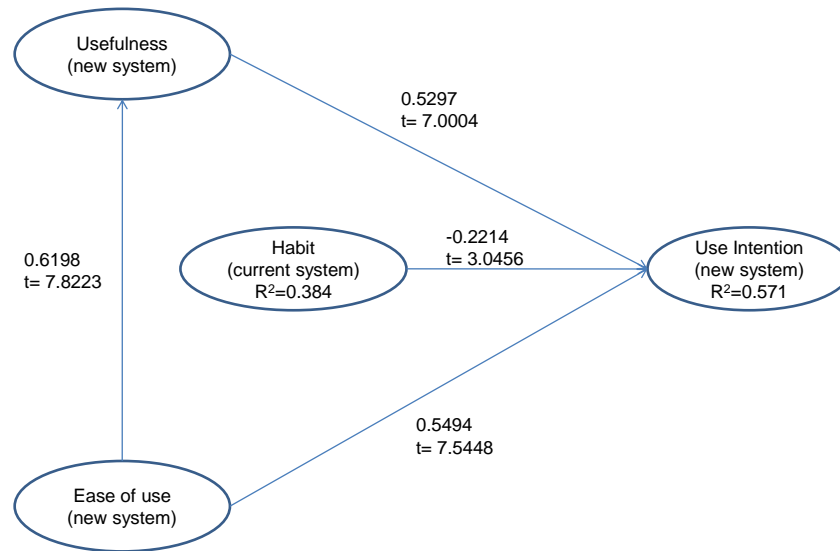 Usefulness
(new system)
0.5297
t= 7.0004
0.6198
t= 7.8223
Habit
(current system)
R²=0.384
-0.2214
t= 3.0456
Use Intention
(new system)
R²=0.571
0.5494
t= 7.5448
Ease of use
(new system)